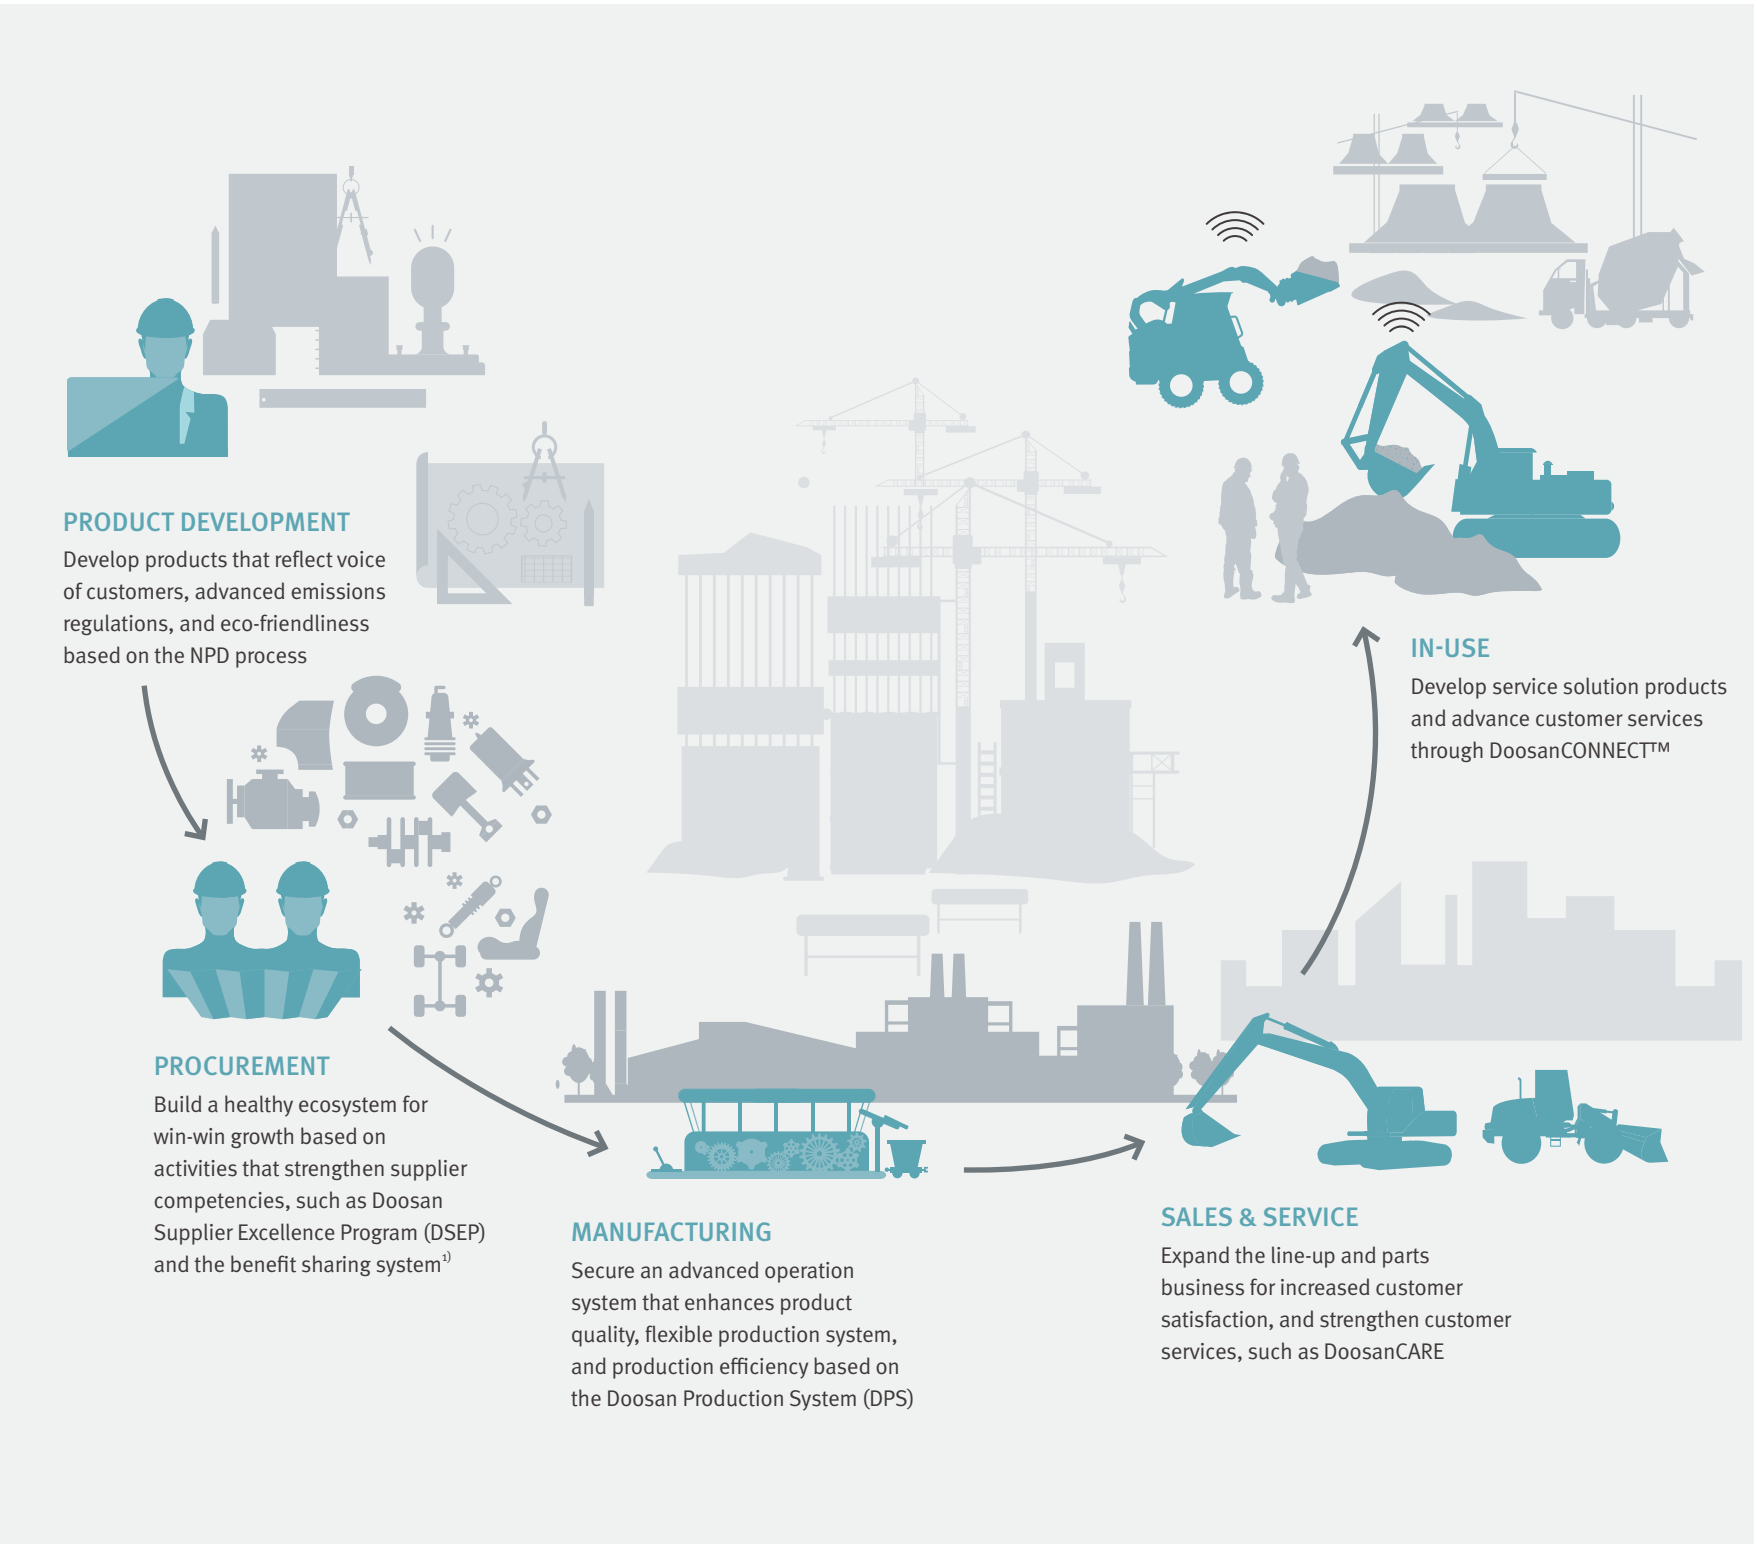 PRODUCT DEVELOPMENT
Develop products that reflect voice
of customers, advanced emissions
regulations, and eco-friendliness
based on the NPD process
PROCUREMENT
Build a healthy ecosystem for
win-win growth based on
activities that strengthen supplier
competencies, such as Doosan
Supplier Excellence Program (DSEP)
and the benefit sharing system¹⁾
MANUFACTURING
Secure an advanced operation
system that enhances product
quality, flexible production system,
and production efficiency based on
the Doosan Production System (DPS)
SALES & SERVICE
Expand the line-up and parts
business for increased customer
satisfaction, and strengthen customer
services, such as DoosanCARE
IN-USE
Develop service solution products
and advance customer services
through DoosanCONNECT™